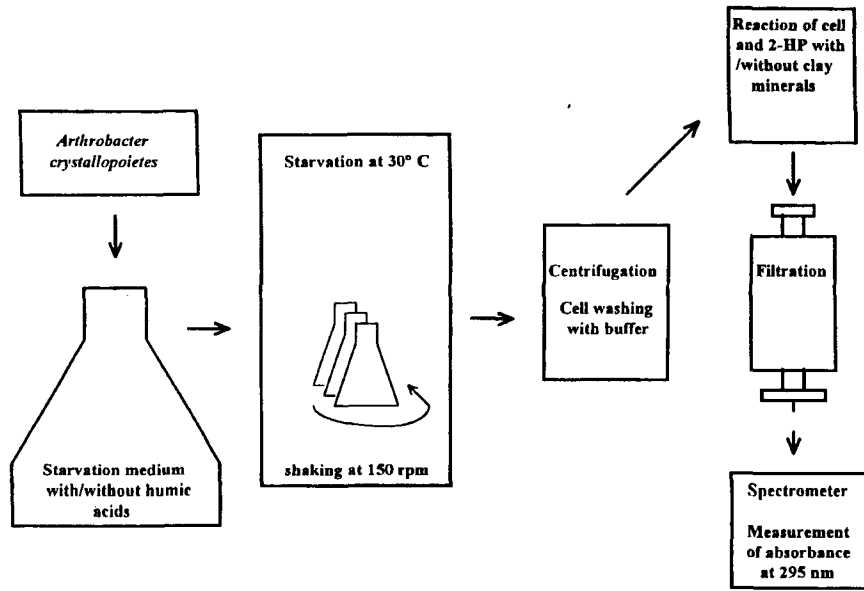 Arthrobacter
crystallopoietes
Starvation medium
with/without humic
acids
Starvation at 30° C
shaking at 150 rpm
Centrifugation
Cell washing
with buffer
Reaction of cell
and 2-HP with
/without clay
minerals
Filtration
Spectrometer
Measurement
of absorbance
at 295 nm